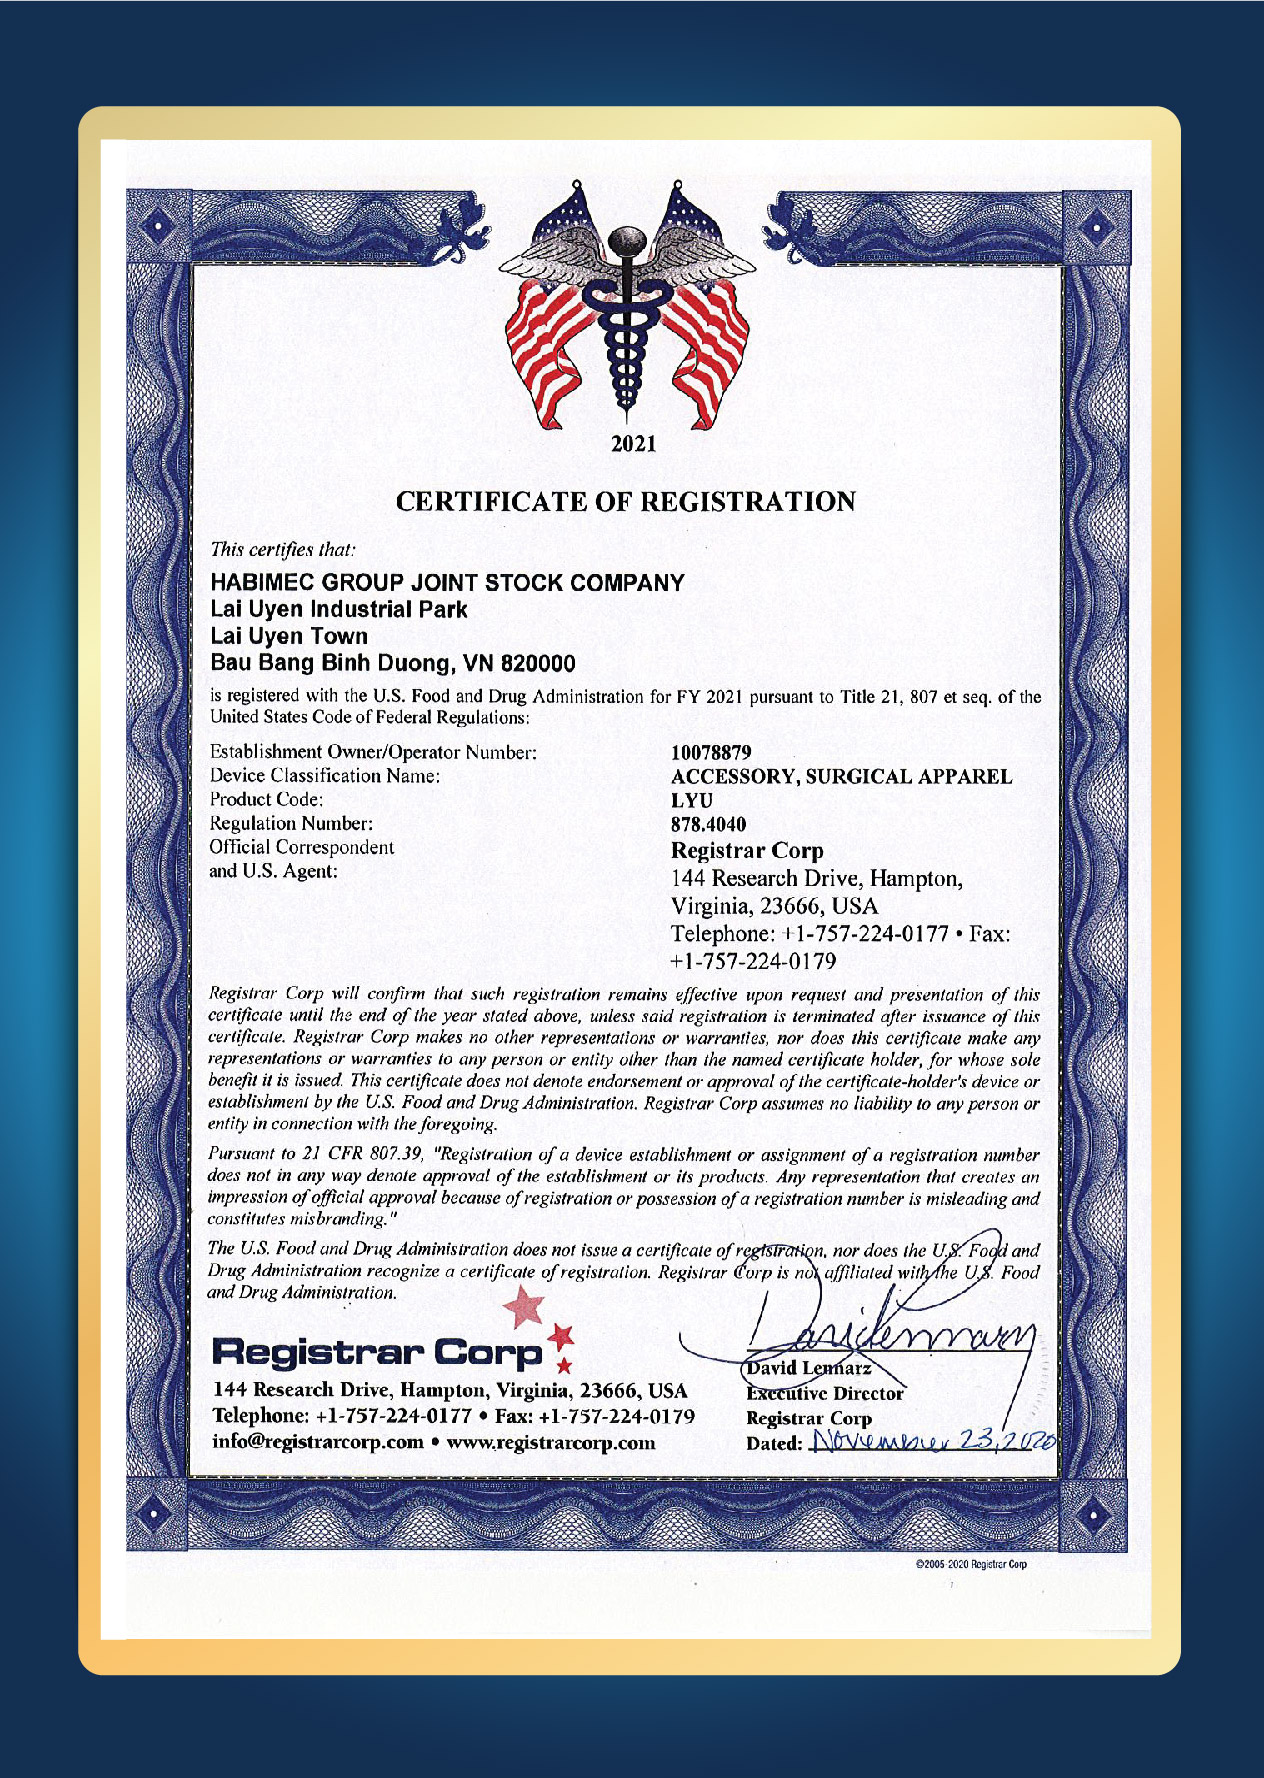 2021
CERTIFICATE OF REGISTRATION
This certifies that:
HABIMEC GROUP JOINT STOCK COMPANY
Lai Uyen Industrial Park
Lai Uyen Town
Bau Bang Binh Duong, VN 820000
is registered with the U.S. Food and Drug Administration for FY 2021 pursuant to Title 21, 807 et seq. of the
United States Code of Federal Regulations:
Establishment Owner/Operator Number: 10078879
Device Classification Name: ACCESSORY, SURGICAL APPAREL
Product Code: LYU
Regulation Number: 878.4040
Official Correspondent Registrar Corp
and U.S. Agent: 144 Research Drive, Hampton,
Virginia, 23666, USA
Telephone: +1-757-224-0177 • Fax:
+1-757-224-0179
Registrar Corp will confirm that such registration remains effective upon request and presentation of this
certificate until the end of the year stated above, unless said registration is terminated after issuance of this
certificate. Registrar Corp makes no other representations or warranties, nor does this certificate make any
representations or warranties to any person or entity other than the named certificate holder, for whose sole
benefit it is issued. This certificate does not denote endorsement or approval of the certificate-holder's device or
establishment by the U.S. Food and Drug Administration. Registrar Corp assumes no liability to any person or
entity in connection with the foregoing.
Pursuant to 21 CFR 807.39, "Registration of a device establishment or assignment of a registration number
does not in any way denote approval of the establishment or its products. Any representation that creates an
impression of official approval because of registration or possession of a registration number is misleading and
constitutes misbranding."
The U.S. Food and Drug Administration does not issue a certificate of registration, nor does the U.S. Food and
Drug Administration recognize a certificate of registration. Registrar Corp is not affiliated with the U.S. Food
and Drug Administration.
Registrar Corp
144 Research Drive, Hampton, Virginia, 23666, USA
Telephone: +1-757-224-0177 • Fax: +1-757-224-0179
info@registrarcorp.com • www.registrarcorp.com
David Lennarz
Executive Director
Registrar Corp
Dated: November 23, 2020
©2005-2020 Registrar Corp